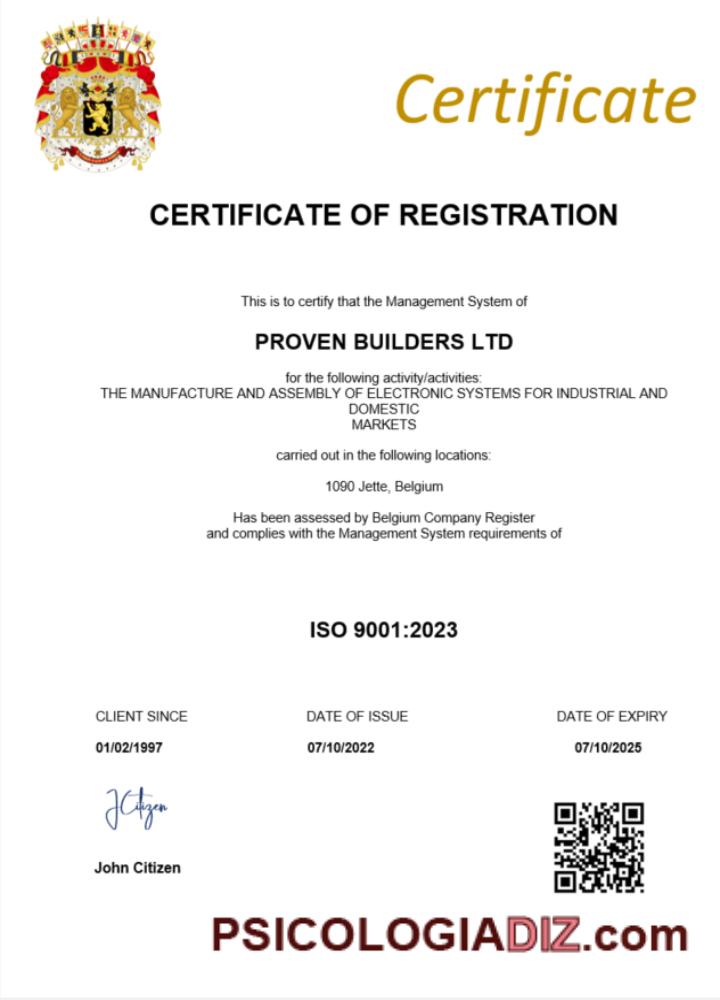 Certificate
CERTIFICATE OF REGISTRATION
This is to certify that the Management System of
PROVEN BUILDERS LTD
for the following activity/activities:
THE MANUFACTURE AND ASSEMBLY OF ELECTRONIC SYSTEMS FOR INDUSTRIAL AND
DOMESTIC
MARKETS
carried out in the following locations:
1090 Jette, Belgium
Has been assessed by Belgium Company Register
and complies with the Management System requirements of
ISO 9001:2023
CLIENT SINCE DATE OF ISSUE DATE OF EXPIRY
01/02/1997 07/10/2022 07/10/2025
JCitizen
John Citizen
PSICOLOGIADIZ.com